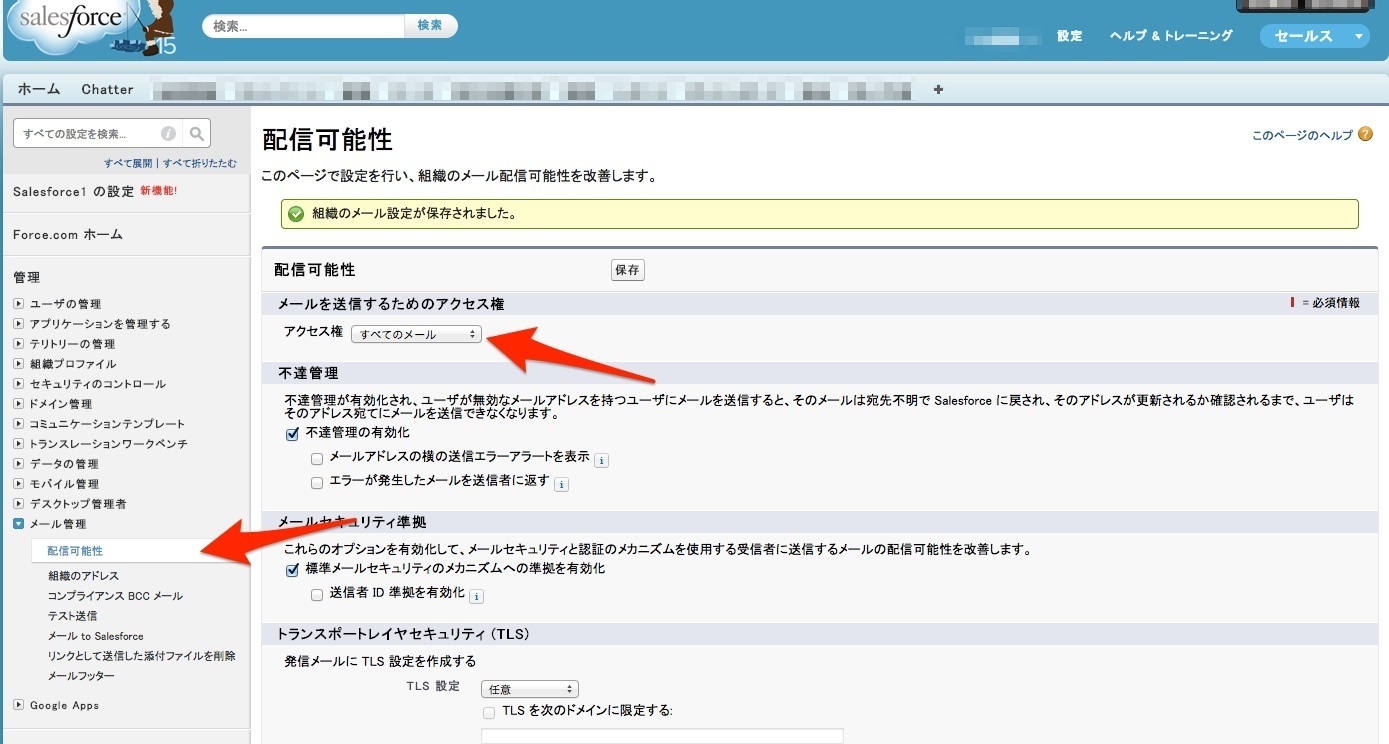 salesforce
15
検索...
検索
設定
ヘルプ & トレーニング
セールス
ホーム
Chatter
+
すべての設定を検索...
すべて展開 | すべて折りたたむ
Salesforce1 の設定 新機能!
Force.com ホーム
管理
ユーザの管理
アプリケーションを管理する
テリトリーの管理
組織プロファイル
セキュリティのコントロール
ドメイン管理
コミュニケーションテンプレート
トランスレーションワークベンチ
データの管理
モバイル管理
デスクトップ管理者
メール管理
配信可能性
組織のアドレス
コンプライアンス BCC メール
テスト送信
メール to Salesforce
リンクとして送信した添付ファイルを削除
メールフッター
Google Apps
配信可能性
このページのヘルプ
このページで設定を行い、組織のメール配信可能性を改善します。
組織のメール設定が保存されました。
配信可能性
保存
メールを送信するためのアクセス権
= 必須情報
アクセス権 すべてのメール
不達管理
不達管理が有効化され、ユーザが無効なメールアドレスを持つユーザにメールを送信すると、そのメールは宛先不明で Salesforce に戻され、そのアドレスが更新されるか確認されるまで、ユーザは
そのアドレス宛てにメールを送信できなくなります。
不達管理の有効化
メールアドレスの横の送信エラーアラートを表示
エラーが発生したメールを送信者に返す
メールセキュリティ準拠
これらのオプションを有効化して、メールセキュリティと認証のメカニズムを使用する受信者に送信するメールの配信可能性を改善します。
標準メールセキュリティのメカニズムへの準拠を有効化
送信者 ID 準拠を有効化
トランスポートレイヤセキュリティ (TLS)
発信メールに TLS 設定を作成する
TLS 設定 任意
TLS を次のドメインに限定する: